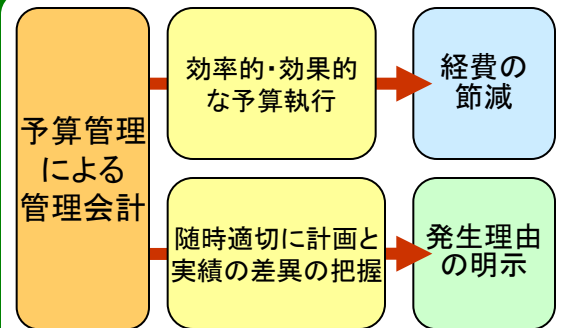 予算管理
による
管理会計
効率的・効果的
な予算執行
経費の
節減
随時適切に計画と
実績の差異の把握
発生理由
の明示